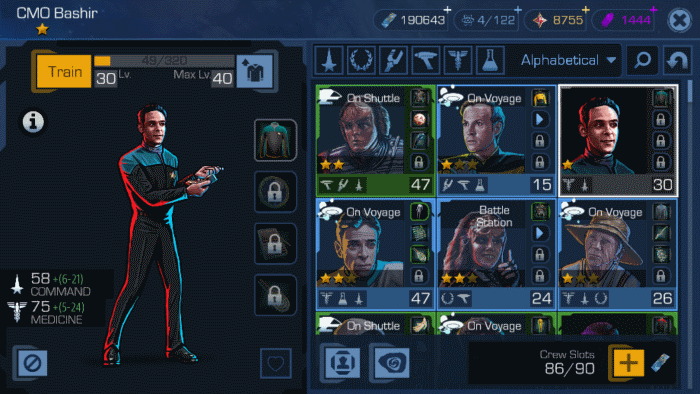 CMO Bashir
190643
4/122
8755
1444
Train
49/320
30 Lv.
Max Lv. 40
Alphabetical
On Shuttle
47
On Voyage
15
30
On Voyage
47
Battle
Station
24
On Voyage
26
58 +(6-21)
COMMAND
75 +(5-24)
MEDICINE
On Shuttle
On Voyage
Crew Slots
86/90